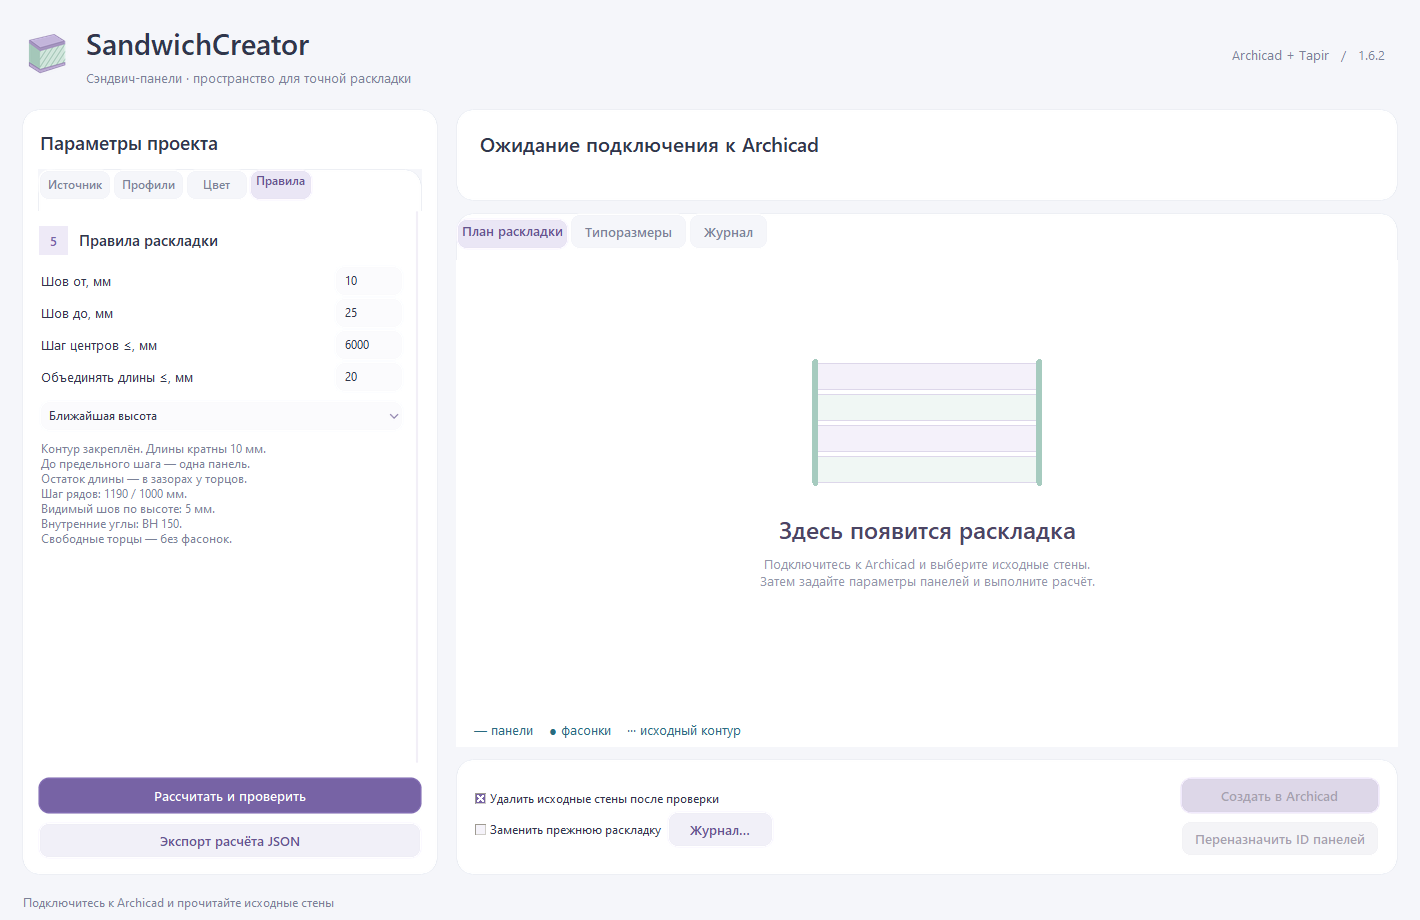 SandwichCreator
Сэндвич-панели · пространство для точной раскладки
Archicad + Tapir / 1.6.2
Параметры проекта
Источник Профили Цвет Правила
5 Правила раскладки
Шов от, мм 10
Шов до, мм 25
Шаг центров ≤, мм 6000
Объединять длины ≤, мм 20
Ближайшая высота
Контур закреплён. Длины кратны 10 мм.
До предельного шага — одна панель.
Остаток длины — в зазорах у торцов.
Шаг рядов: 1190 / 1000 мм.
Видимый шов по высоте: 5 мм.
Внутренние углы: ВН 150.
Свободные торцы — без фасонок.
Рассчитать и проверить
Экспорт расчёта JSON
Ожидание подключения к Archicad
План раскладки Типоразмеры Журнал
Здесь появится раскладка
Подключитесь к Archicad и выберите исходные стены.
Затем задайте параметры панелей и выполните расчёт.
— панели ● фасонки ··· исходный контур
Удалить исходные стены после проверки
Заменить прежнюю раскладку Журнал...
Создать в Archicad
Переназначить ID панелей
Подключитесь к Archicad и прочитайте исходные стены